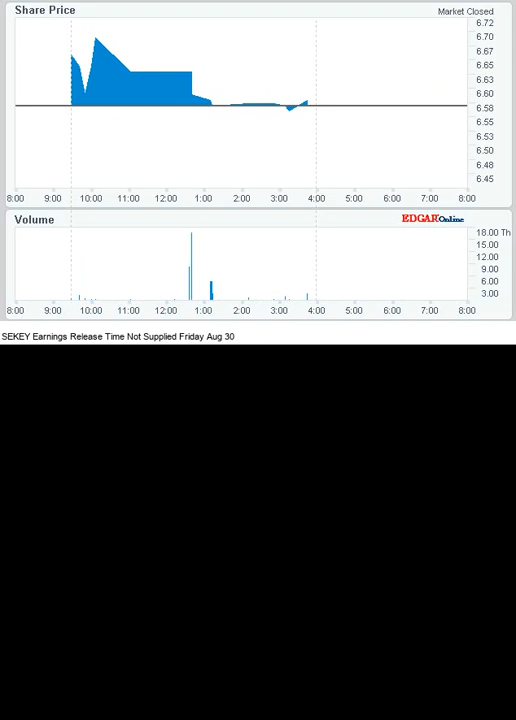 Share Price
Market Closed
6.72
6.70
6.67
6.65
6.63
6.60
6.58
6.55
6.53
6.50
6.48
6.45
8:00 9:00 10:00 11:00 12:00 1:00 2:00 3:00 4:00 5:00 6:00 7:00 8:00
Volume
EDGAR Online
18.00 Th
15.00
12.00
9.00
6.00
3.00
8:00 9:00 10:00 11:00 12:00 1:00 2:00 3:00 4:00 5:00 6:00 7:00 8:00
SEKEY Earnings Release Time Not Supplied Friday Aug 30